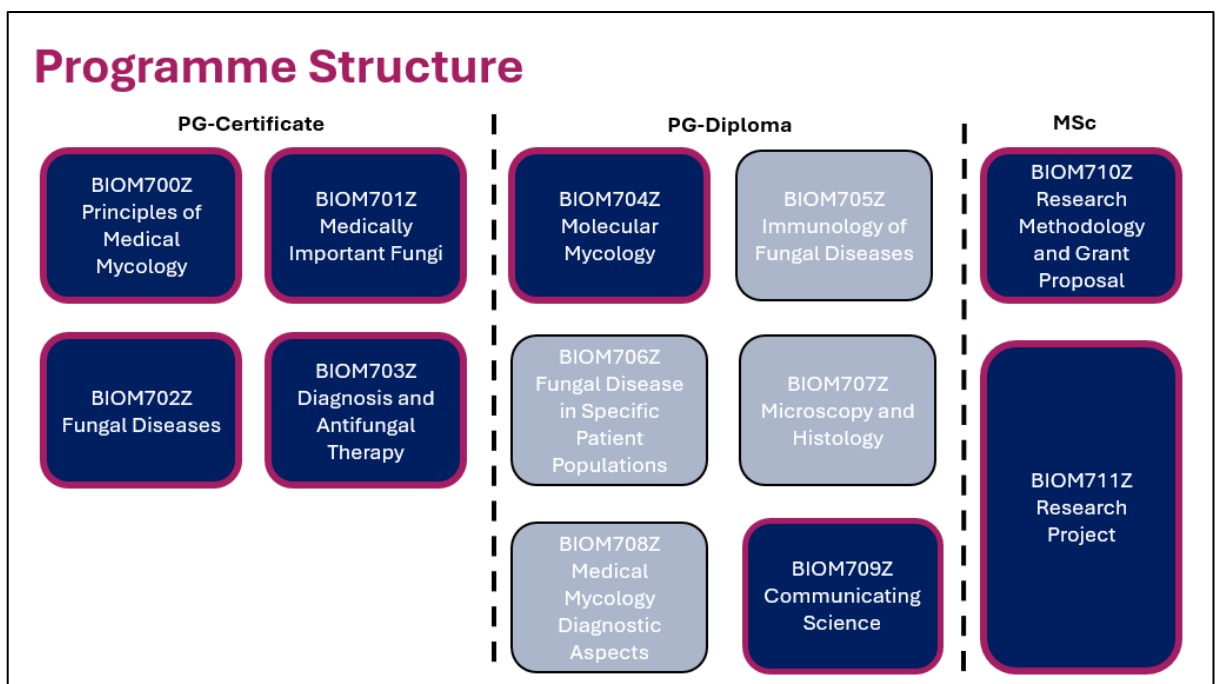 Programme Structure
PG-Certificate
BIOM700Z
Principles of
Medical
Mycology
BIOM701Z
Medically
Important Fungi
BIOM702Z
Fungal Diseases
BIOM703Z
Diagnosis and
Antifungal
Therapy
PG-Diploma
BIOM704Z
Molecular
Mycology
BIOM705Z
Immunology of
Fungal Diseases
BIOM706Z
Fungal Disease
in Specific
Patient
Populations
BIOM707Z
Microscopy and
Histology
BIOM708Z
Medical
Mycology
Diagnostic
Aspects
BIOM709Z
Communicating
Science
MSc
BIOM710Z
Research
Methodology
and Grant
Proposal
BIOM711Z
Research
Project